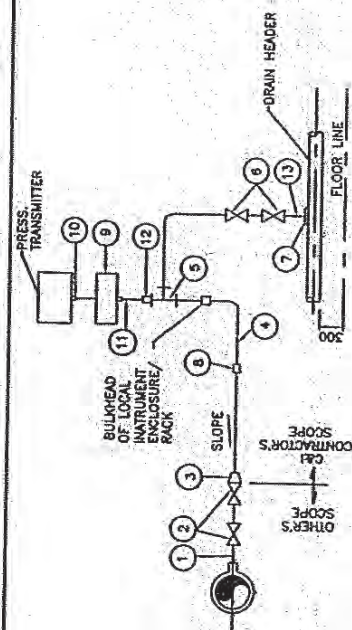 PRESS.
TRANSMITTER
10
9
11
12
BULKHEAD
OF LOCAL
INSTRUMENT
ENCLOSURE/
RACK
5
6
DRAIN HEADER
7
13
FLOOR LINE
300
4
8
SLOPE
3
2
1
OTHER'S
SCOPE
C&I
CONTRACTOR'S
SCOPE